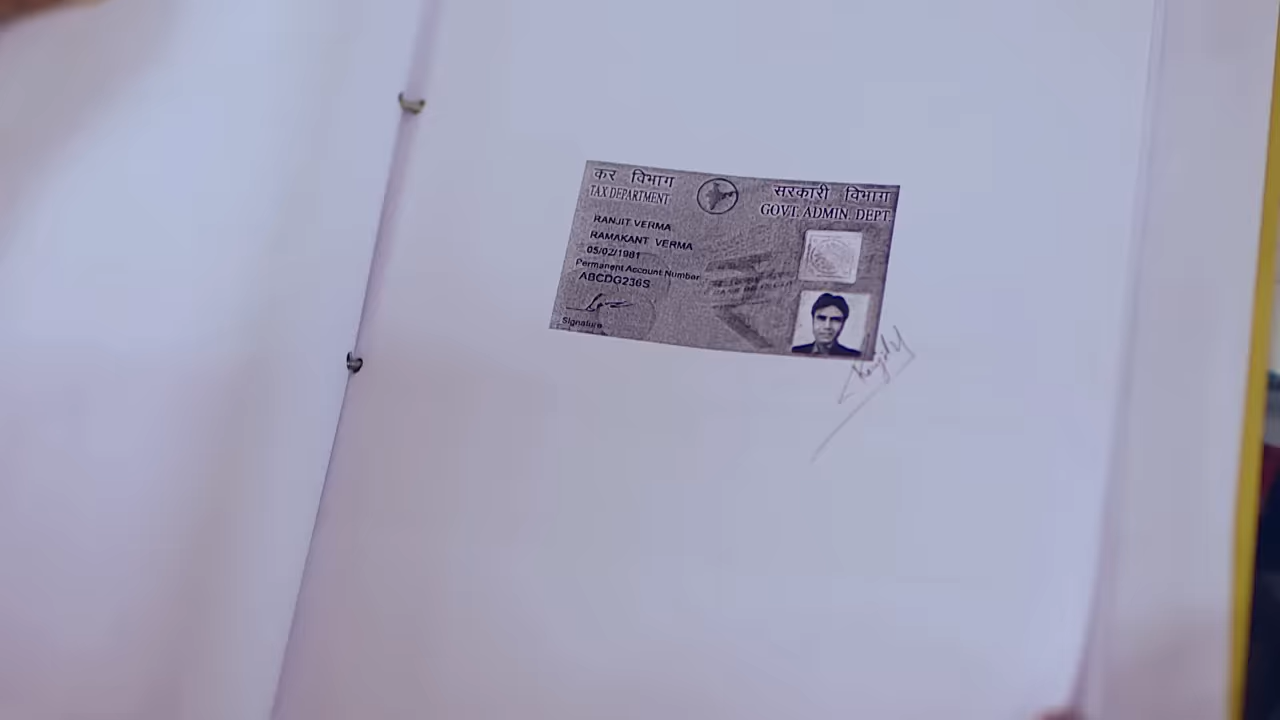 कर विभाग
TAX DEPARTMENT
सरकारी विभाग
GOVT. ADMIN. DEPT.
RANJIT VERMA
RAMAKANT VERMA
05/02/1981
Permanent Account Number
ABCDG236S
Signature